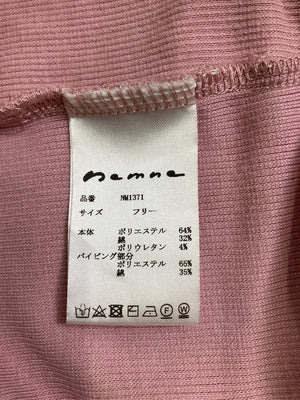 nemne
品番 NM1371
サイズ フリー
本体 ポリエステル 64%
綿 32%
ポリウレタン 4%
パイピング部分
ポリエステル 65%
綿 35%
F W